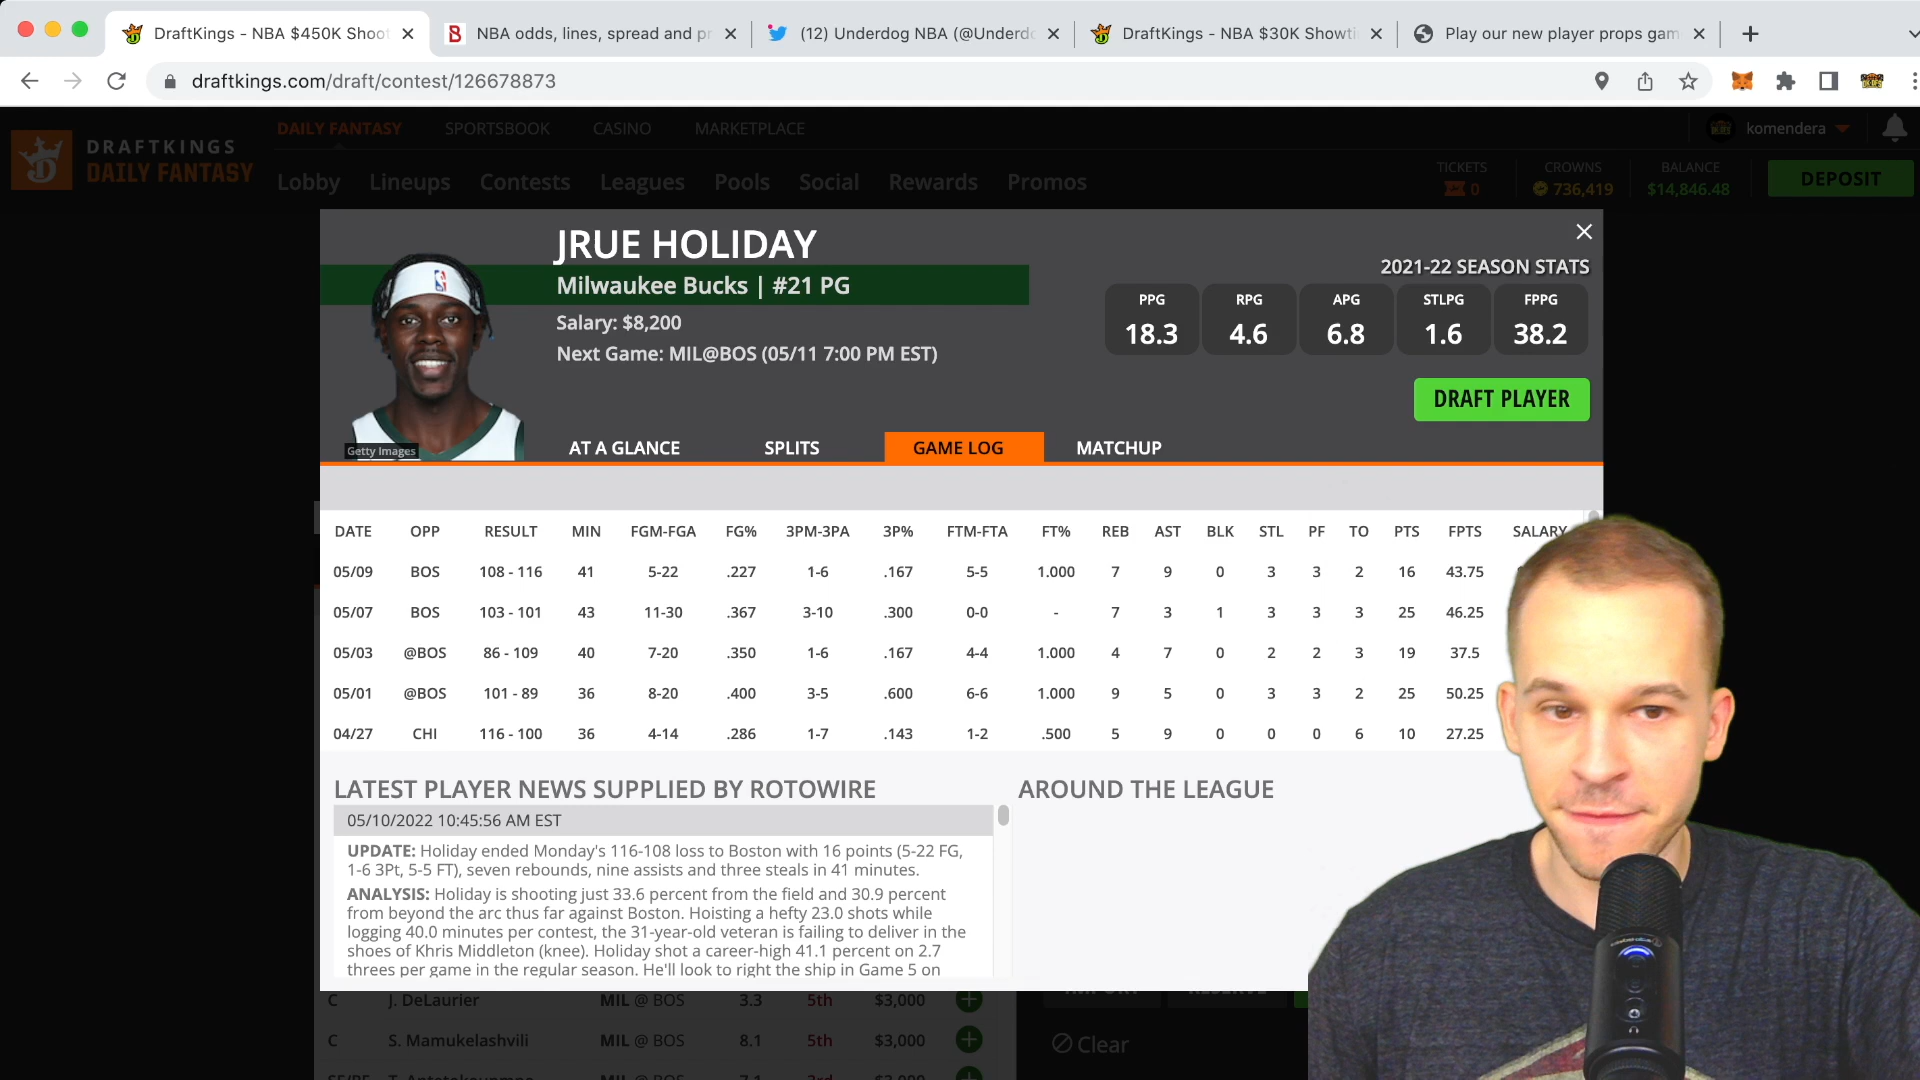 DraftKings - NBA $450K Shoot
NBA odds, lines, spread and pr
(12) Underdog NBA (@Underdo
DraftKings - NBA $30K Showti
Play our new player props gam
draftkings.com/draft/contest/126678873
DRAFTKINGS
DAILY FANTASY
DAILY FANTASY SPORTSBOOK CASINO MARKETPLACE
komendera
Lobby Lineups Contests Leagues Pools Social Rewards Promos
TICKETS
0
CROWNS
736,419
BALANCE
$14,846.48
DEPOSIT
JRUE HOLIDAY
Milwaukee Bucks | #21 PG
Salary: $8,200
Next Game: MIL@BOS (05/11 7:00 PM EST)
Getty Images
2021-22 SEASON STATS
PPG RPG APG STLPG FPPG
18.3 4.6 6.8 1.6 38.2
DRAFT PLAYER
AT A GLANCE SPLITS GAME LOG MATCHUP
DATE OPP RESULT MIN FGM-FGA FG% 3PM-3PA 3P% FTM-FTA FT% REB AST BLK STL PF TO PTS FPTS SALARY
05/09 BOS 108 - 116 41 5-22 .227 1-6 .167 5-5 1.000 7 9 0 3 3 2 16 43.75
05/07 BOS 103 - 101 43 11-30 .367 3-10 .300 0-0 - 7 3 1 3 3 3 25 46.25
05/03 @BOS 86 - 109 40 7-20 .350 1-6 .167 4-4 1.000 4 7 0 2 2 3 19 37.5
05/01 @BOS 101 - 89 36 8-20 .400 3-5 .600 6-6 1.000 9 5 0 3 3 2 25 50.25
04/27 CHI 116 - 100 36 4-14 .286 1-7 .143 1-2 .500 5 9 0 0 0 6 10 27.25
LATEST PLAYER NEWS SUPPLIED BY ROTOWIRE
AROUND THE LEAGUE
05/10/2022 10:45:56 AM EST
UPDATE: Holiday ended Monday's 116-108 loss to Boston with 16 points (5-22 FG,
1-6 3Pt, 5-5 FT), seven rebounds, nine assists and three steals in 41 minutes.
ANALYSIS: Holiday is shooting just 33.6 percent from the field and 30.9 percent
from beyond the arc thus far against Boston. Hoisting a hefty 23.0 shots while
logging 40.0 minutes per contest, the 31-year-old veteran is failing to deliver in the
shoes of Khris Middleton (knee). Holiday shot a career-high 41.1 percent on 2.7
threes per game in the regular season. He'll look to right the ship in Game 5 on
C J. DeLaurier MIL @ BOS 3.3 5th $3,000
C S. Mamukelashvili MIL @ BOS 8.1 5th $3,000
Clear